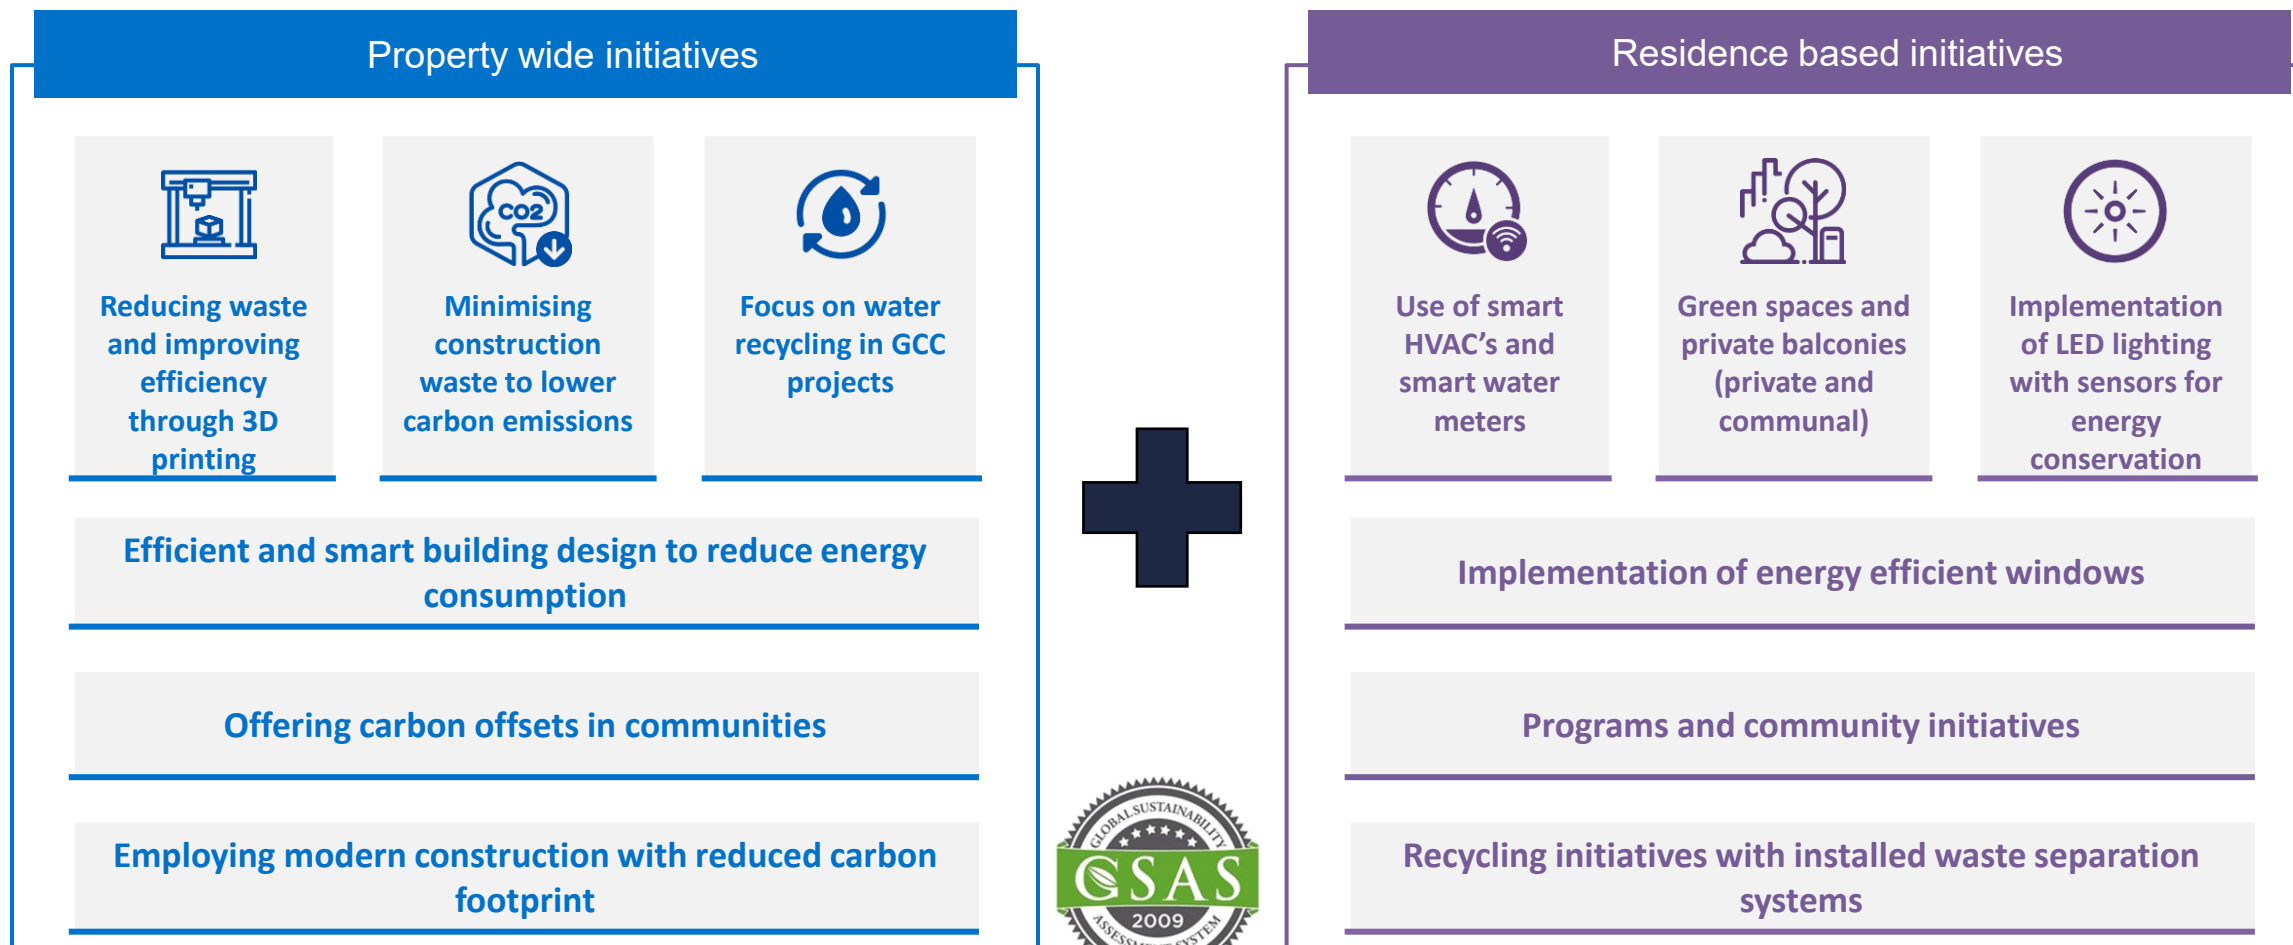 Property wide initiatives
Reducing waste
and improving
efficiency
through 3D
printing
CO2
Minimising
construction
waste to lower
carbon emissions
Focus on water
recycling in GCC
projects
Efficient and smart building design to reduce energy
consumption
Offering carbon offsets in communities
Employing modern construction with reduced carbon
footprint
GLOBAL SUSTAINABILITY
GSAS
2009
ASSESSMENT SYSTEM
Residence based initiatives
Use of smart
HVAC’s and
smart water
meters
Green spaces and
private balconies
(private and
communal)
Implementation
of LED lighting
with sensors for
energy
conservation
Implementation of energy efficient windows
Programs and community initiatives
Recycling initiatives with installed waste separation
systems